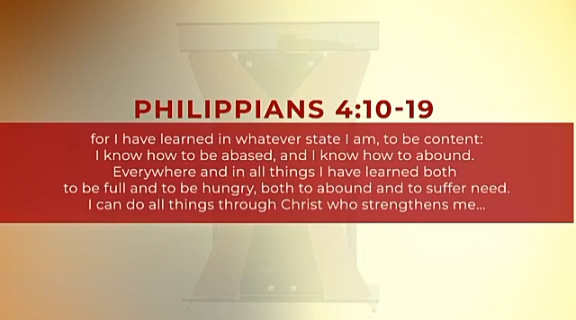 PHILIPPIANS 4:10-19
for I have learned in whatever state I am, to be content:
I know how to be abased, and I know how to abound.
Everywhere and in all things I have learned both
to be full and to be hungry, both to abound and to suffer need.
I can do all things through Christ who strengthens me...